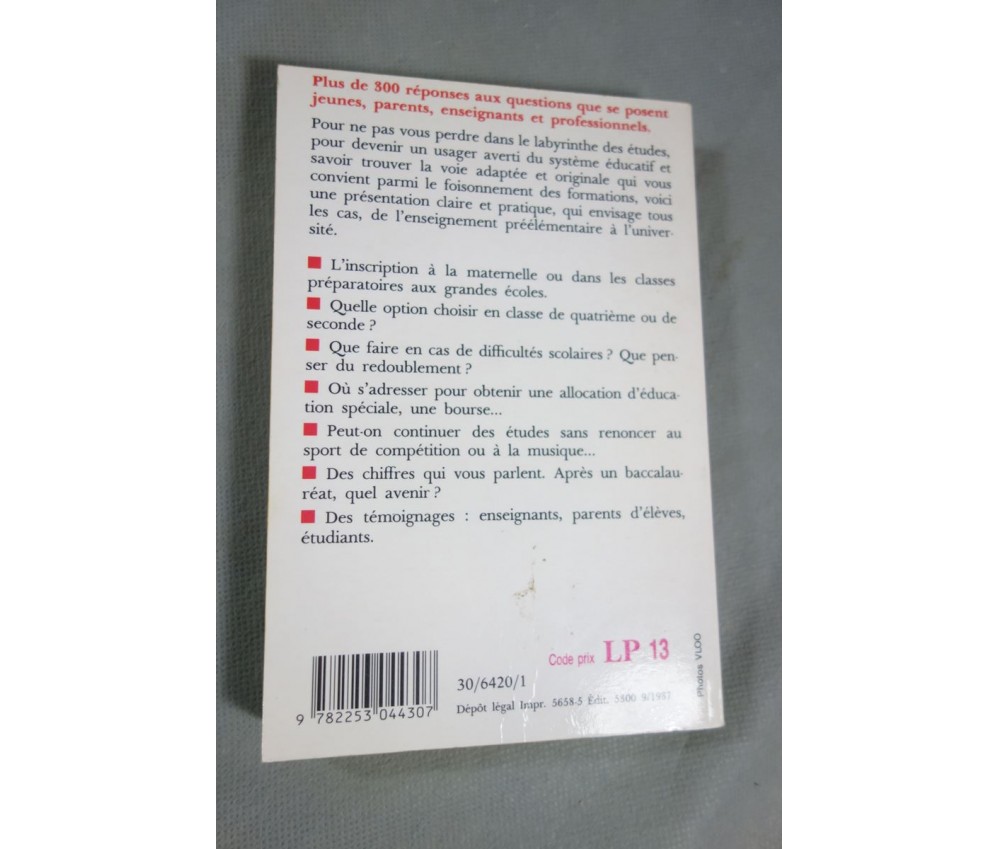 Plus de 300 réponses aux questions que se posent
jeunes, parents, enseignants et professionnels.
Pour ne pas vous perdre dans le labyrinthe des études,
pour devenir un usager averti du système éducatif et
savoir trouver la voie adaptée et originale qui vous
convient parmi le foisonnement des formations, voici
une présentation claire et pratique, qui envisage tous
les cas, de l'enseignement préélémentaire à l'univer-
sité.
■ L'inscription à la maternelle ou dans les classes
préparatoires aux grandes écoles.
■ Quelle option choisir en classe de quatrième ou de
seconde ?
■ Que faire en cas de difficultés scolaires ? Que pen-
ser du redoublement ?
■ Où s'adresser pour obtenir une allocation d'éduca-
tion spéciale, une bourse...
■ Peut-on continuer des études sans renoncer au
sport de compétition ou à la musique...
■ Des chiffres qui vous parlent. Après un baccalau-
réat, quel avenir ?
■ Des témoignages : enseignants, parents d'élèves,
étudiants.
Code prix LP 13
30/6420/1
Dépôt légal Impr. 5658-5 Édit. 5500 9/1987
9 782253 044307
Photos VLOO